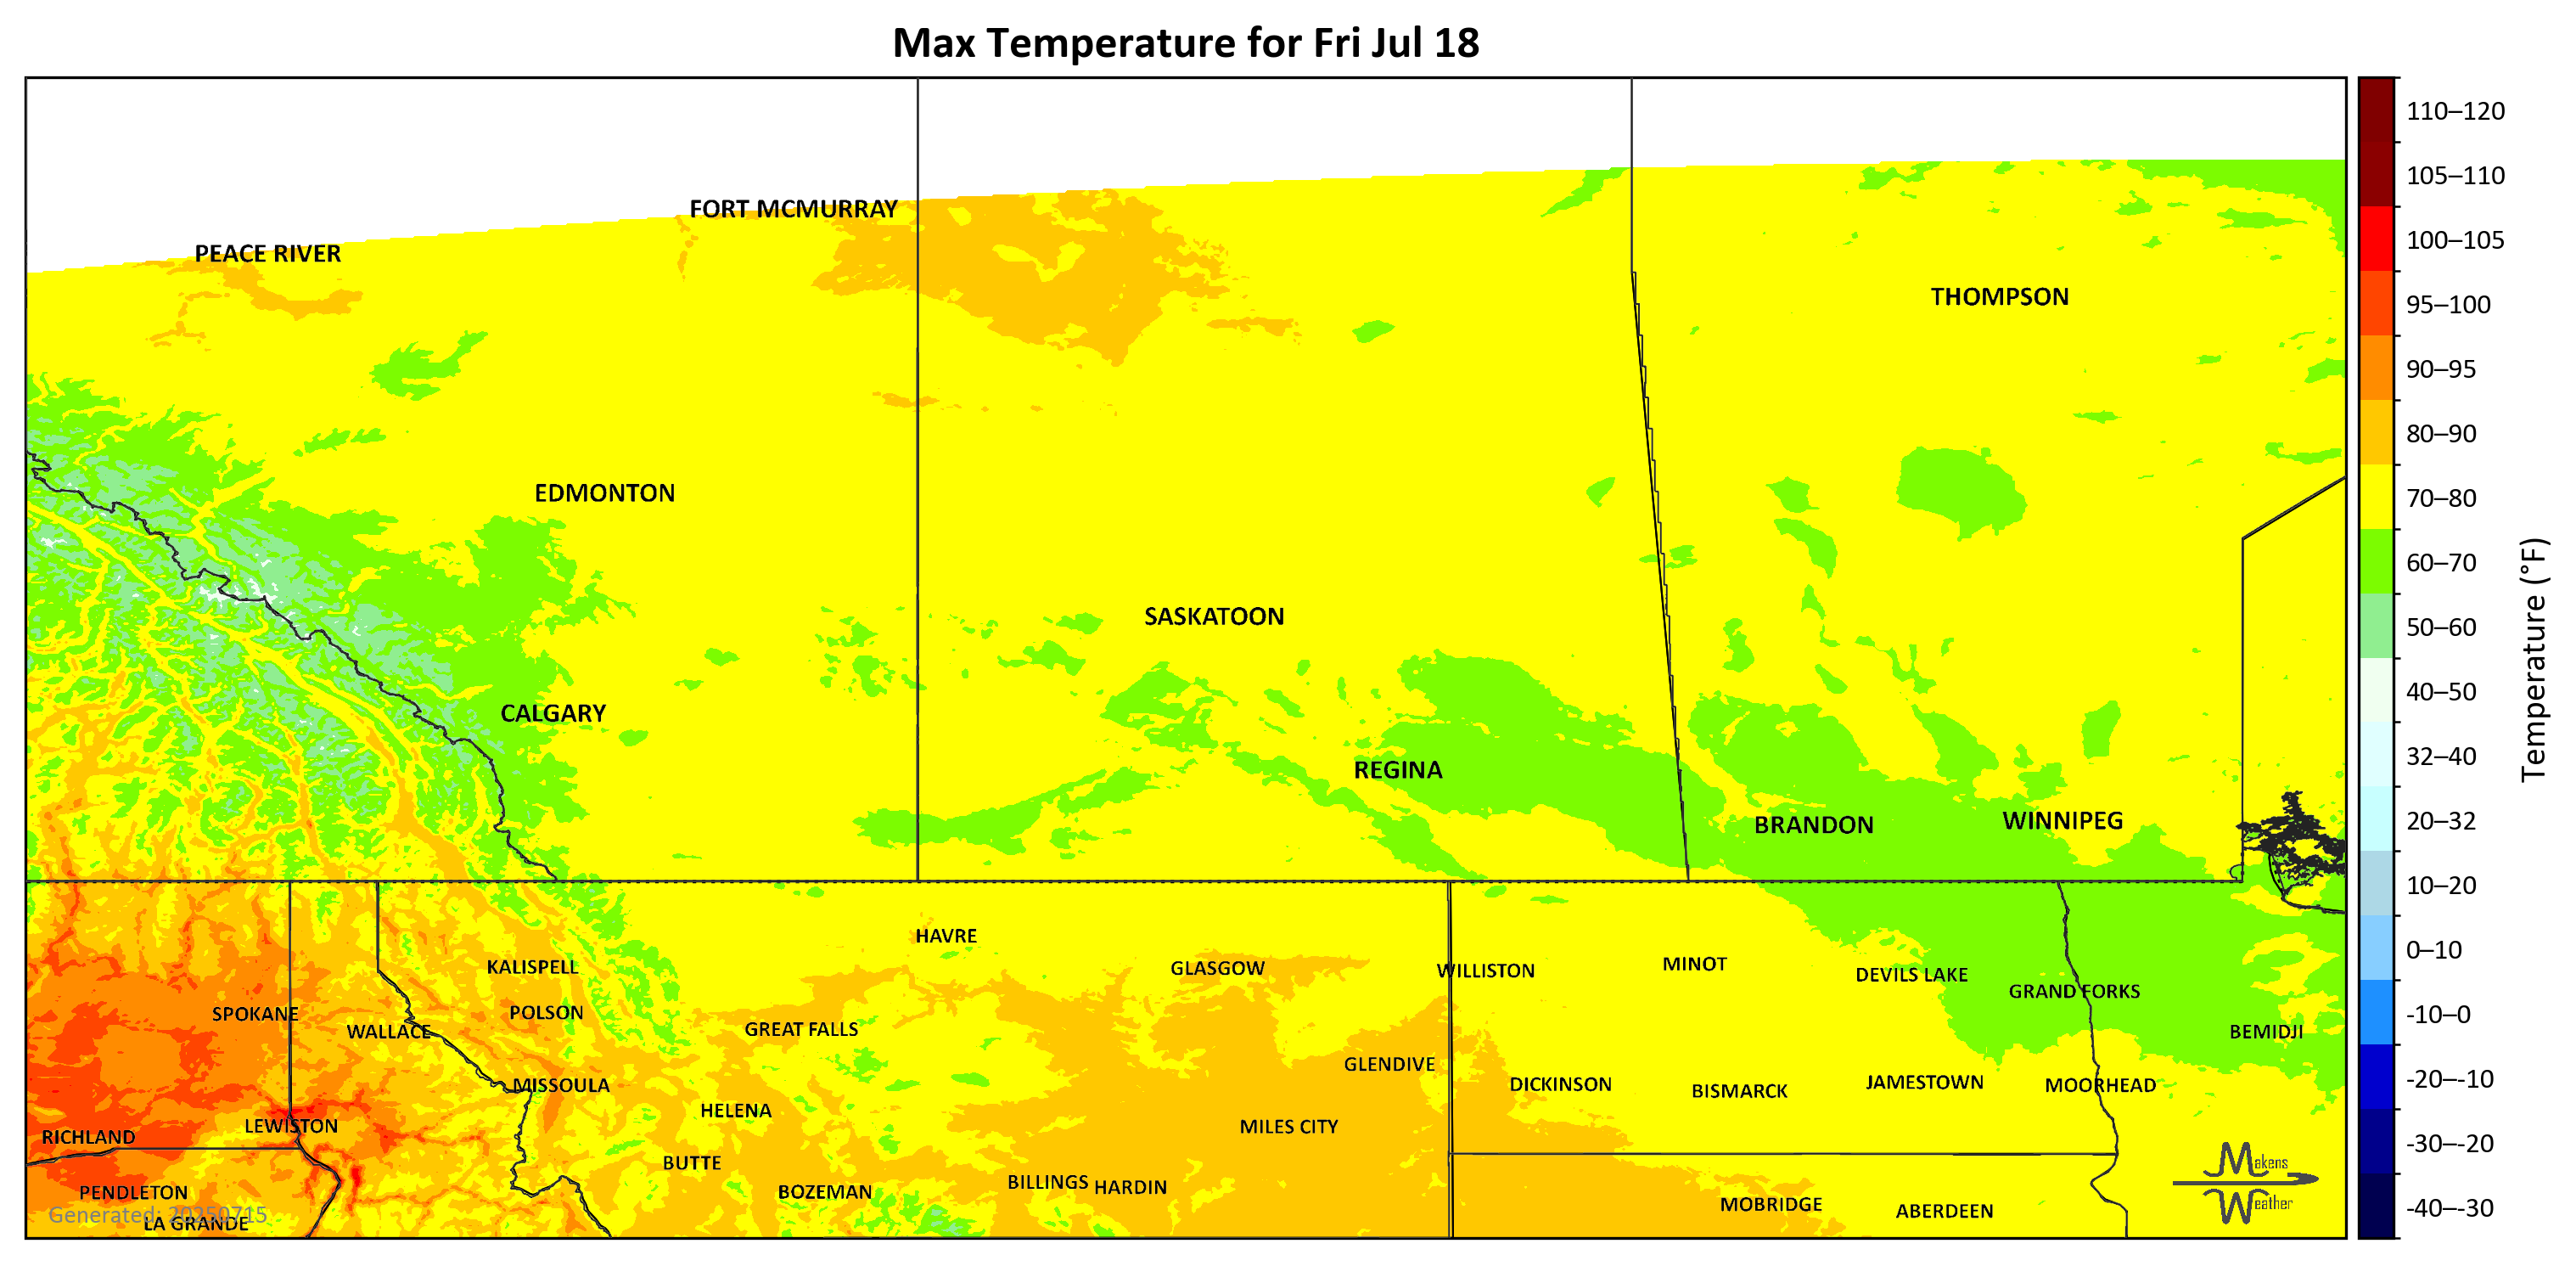 Max Temperature for Fri Jul 18
110–120
105–110
100–105
95–100
90–95
80–90
70–80
60–70
50–60
40–50
32–40
20–32
10–20
0–10
-10–0
-20–-10
-30–-20
-40–-30
Temperature (°F)
FORT MCMURRAY
PEACE RIVER
THOMPSON
EDMONTON
SASKATOON
CALGARY
REGINA
BRANDON
WINNIPEG
HAVRE
KALISPELL
GLASGOW
WILLISTON
MINOT
DEVILS LAKE
GRAND FORKS
SPOKANE
POLSON
WALLACE
GREAT FALLS
BEMIDJI
GLENDIVE
MISSOULA
DICKINSON
BISMARCK
JAMESTOWN
MOORHEAD
HELENA
LEWISTON
MILES CITY
RICHLAND
BUTTE
BILLINGS
HARDIN
PENDLETON
BOZEMAN
MOBRIDGE
ABERDEEN
Generated: 20250715
LA GRANDE
Makens
Weather